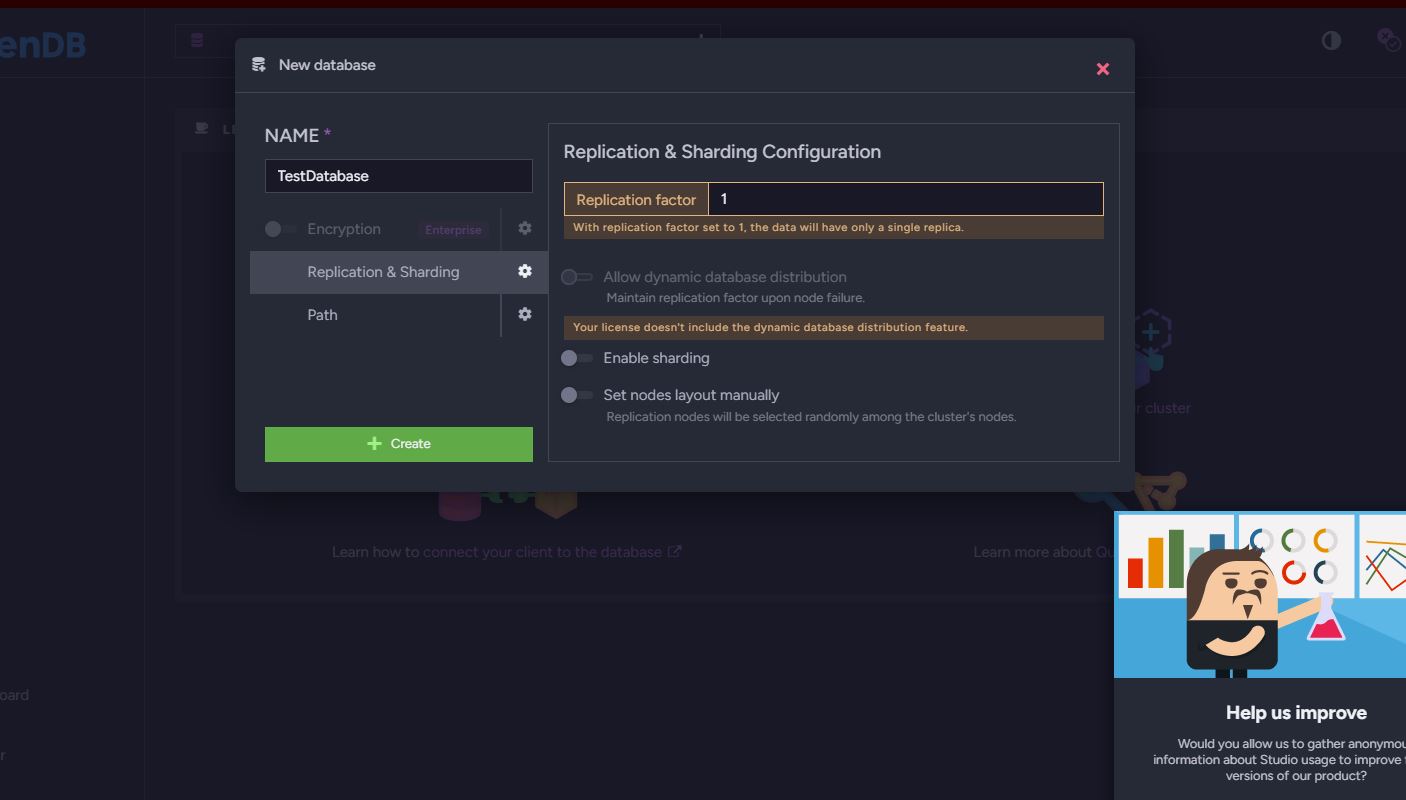 enDB
New database
NAME *
TestDatabase
Encryption
Enterprise
Replication & Sharding
Path
Create
Replication & Sharding Configuration
Replication factor
1
With replication factor set to 1, the data will have only a single replica.
Allow dynamic database distribution
Maintain replication factor upon node failure.
Your license doesn't include the dynamic database distribution feature.
Enable sharding
Set nodes layout manually
Replication nodes will be selected randomly among the cluster's nodes.
r cluster
Learn how to connect your client to the database
Learn more about Qu
oard
r
Help us improve
Would you allow us to gather anonymou
information about Studio usage to improve
versions of our product?